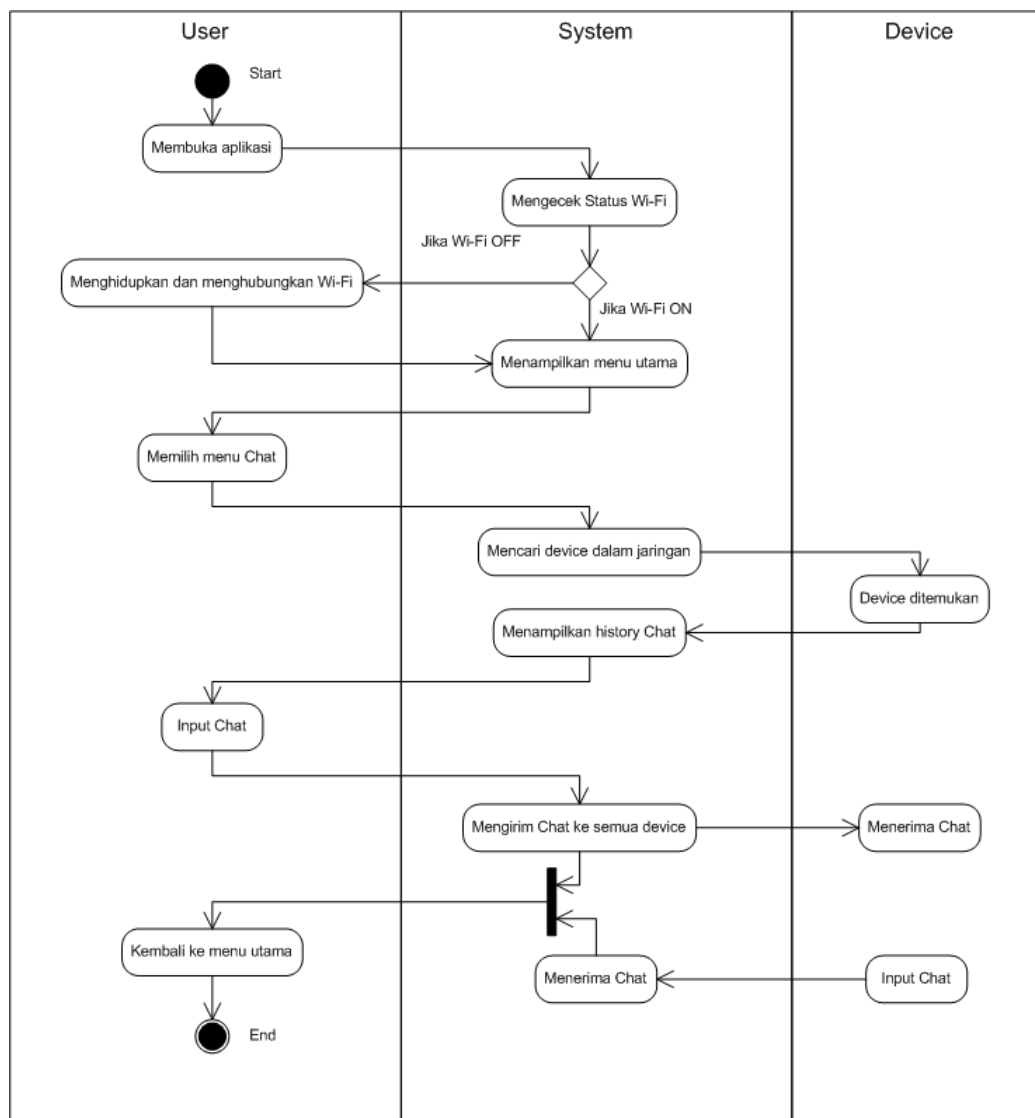 User
System
Device
Start
Membuka aplikasi
Mengecek Status Wi-Fi
Jika Wi-Fi OFF
Menghidupkan dan menghubungkan Wi-Fi
Jika Wi-Fi ON
Menampilkan menu utama
Memilih menu Chat
Mencari device dalam jaringan
Device ditemukan
Menampilkan history Chat
Input Chat
Mengirim Chat ke semua device
Menerima Chat
Kembali ke menu utama
Menerima Chat
Input Chat
End